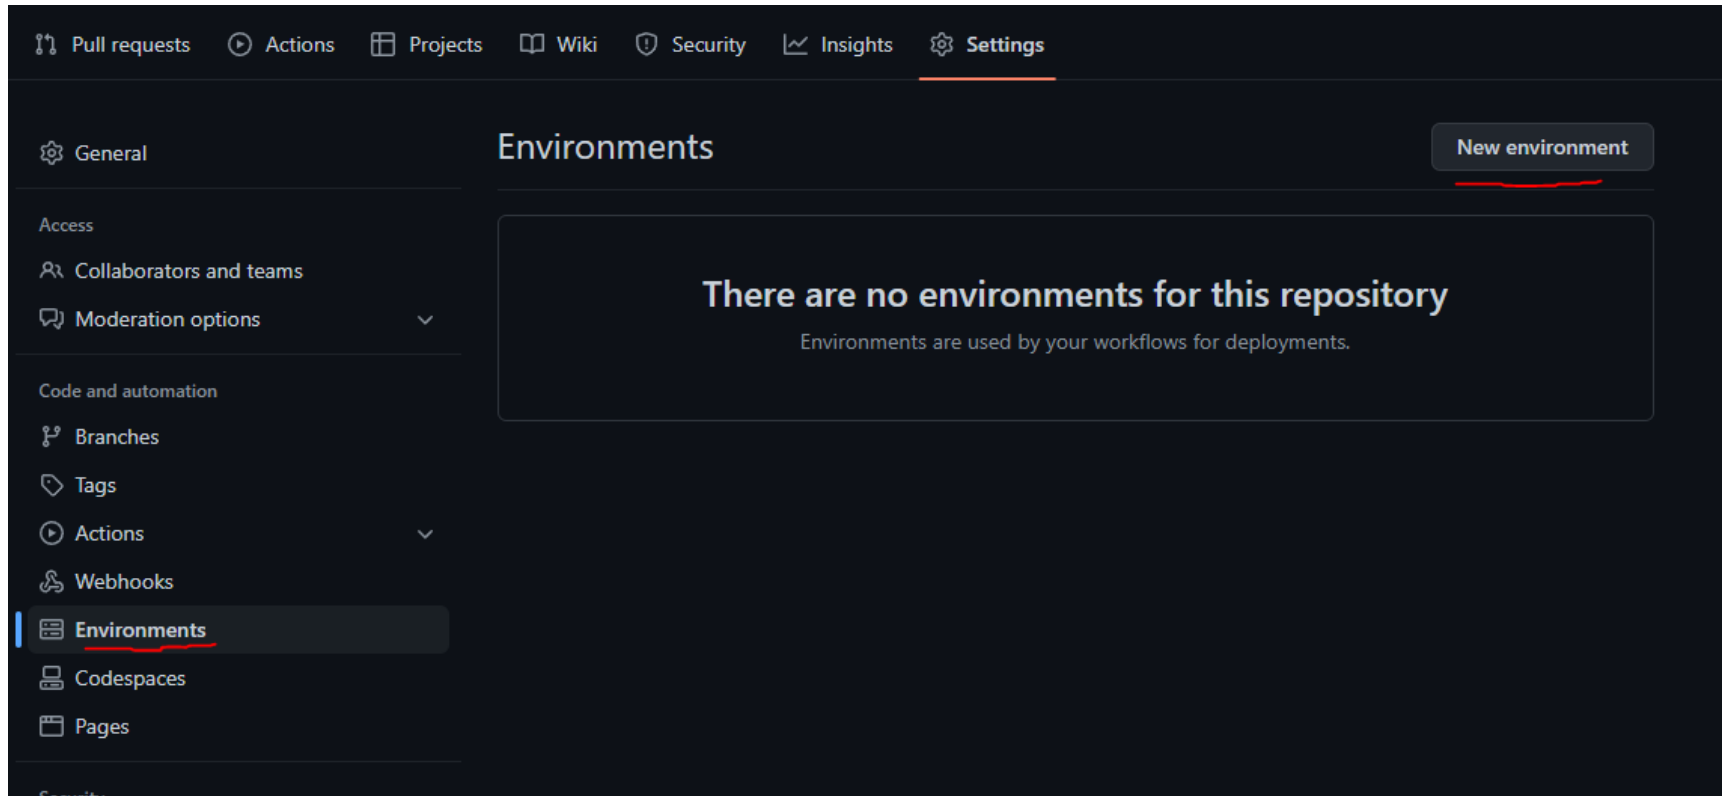 Pull requests Actions Projects Wiki Security Insights Settings
General
Access
Collaborators and teams
Moderation options
Code and automation
Branches
Tags
Actions
Webhooks
Environments
Codespaces
Pages
Environments
New environment
There are no environments for this repository
Environments are used by your workflows for deployments.